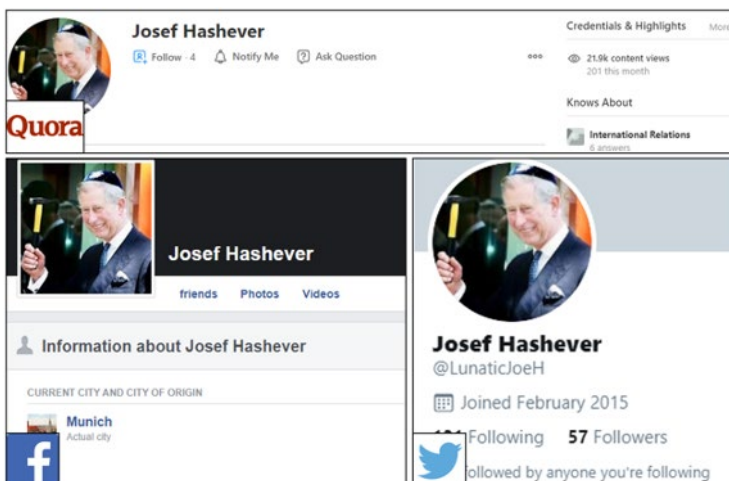 Josef Hashever
Follow · 4 Notify Me Ask Question
Credentials & Highlights More
21.9k content views
201 this month
Knows About
International Relations
6 answers
Quora
Josef Hashever
friends Photos Videos
Information about Josef Hashever
CURRENT CITY AND CITY OF ORIGIN
Munich
Actual city
f
Josef Hashever
@LunaticJoeH
Joined February 2015
Following 57 Followers
followed by anyone you're following